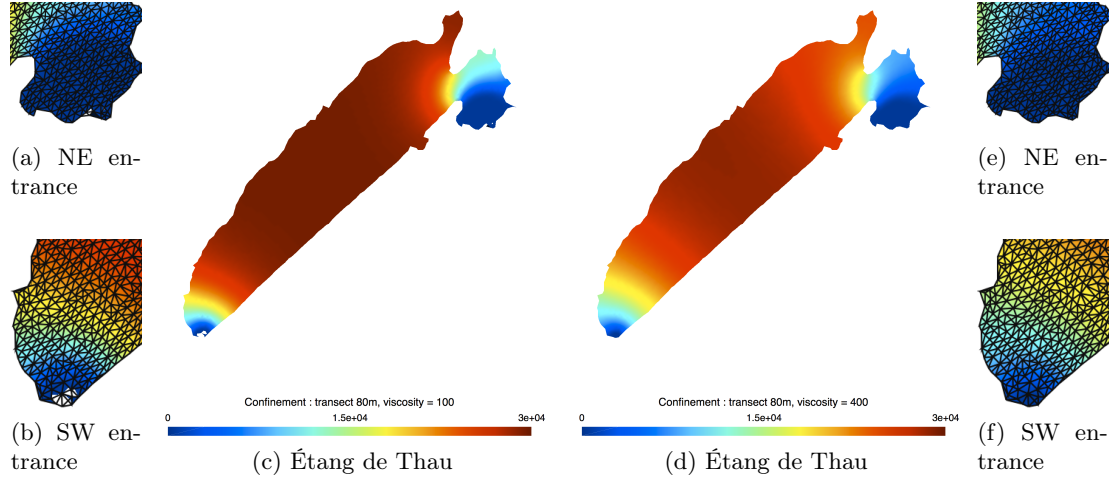 (a) NE en-
trance
(b) SW en-
trance
Confinement : transect 80m, viscosity = 100
0 1.5e+04 3e+04
(c) Étang de Thau
Confinement : transect 80m, viscosity = 400
0 1.5e+04 3e+04
(d) Étang de Thau
(e) NE en-
trance
(f) SW en-
trance